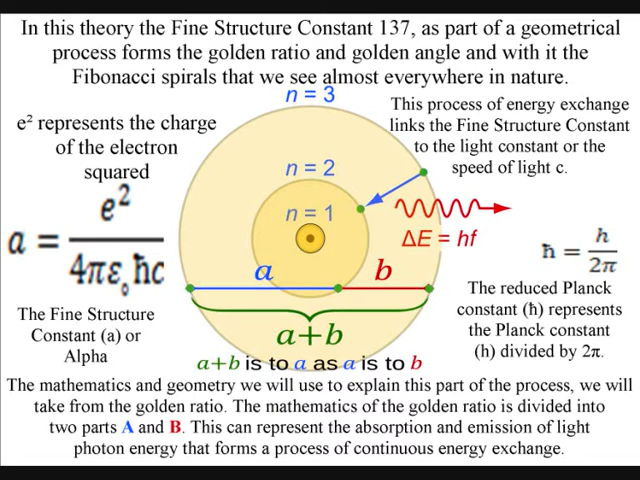 In this theory the Fine Structure Constant 137, as part of a geometrical
process forms the golden ratio and golden angle and with it the
Fibonacci spirals that we see almost everywhere in nature.
n = 3
e² represents the charge
of the electron
squared
This process of energy exchange
links the Fine Structure Constant
to the light constant or the
speed of light c.
n = 2
n = 1
a = e² / 4πε₀ħc
ΔE = hf
ħ = h / 2π
a b
a+b
The Fine Structure
Constant (a) or
Alpha
The reduced Planck
constant (ħ) represents
the Planck constant
(h) divided by 2π.
a+b is to a as a is to b
The mathematics and geometry we will use to explain this part of the process, we will
take from the golden ratio. The mathematics of the golden ratio is divided into
two parts A and B. This can represent the absorption and emission of light
photon energy that forms a process of continuous energy exchange.